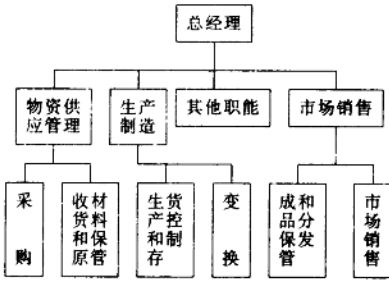 总经理
物资供
应管理
生产
制造
其他职能
市场销售
采购
收货和原
材料保管
生产和存
货控制
变换
成品保管
和分发
市场销售